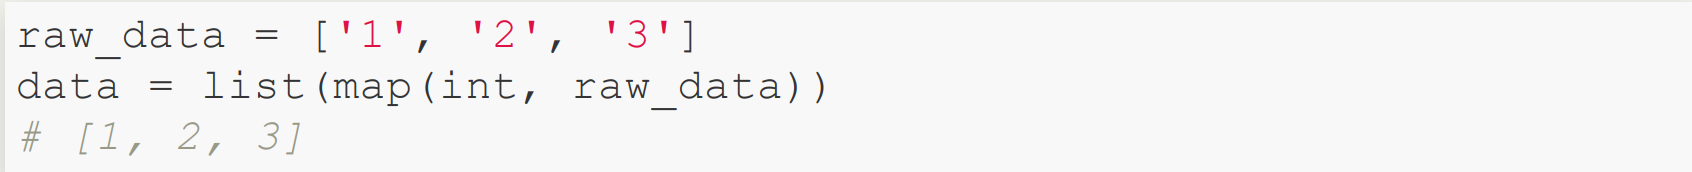 raw_data = ['1', '2', '3']
data = list(map(int, raw_data))
# [1, 2, 3]